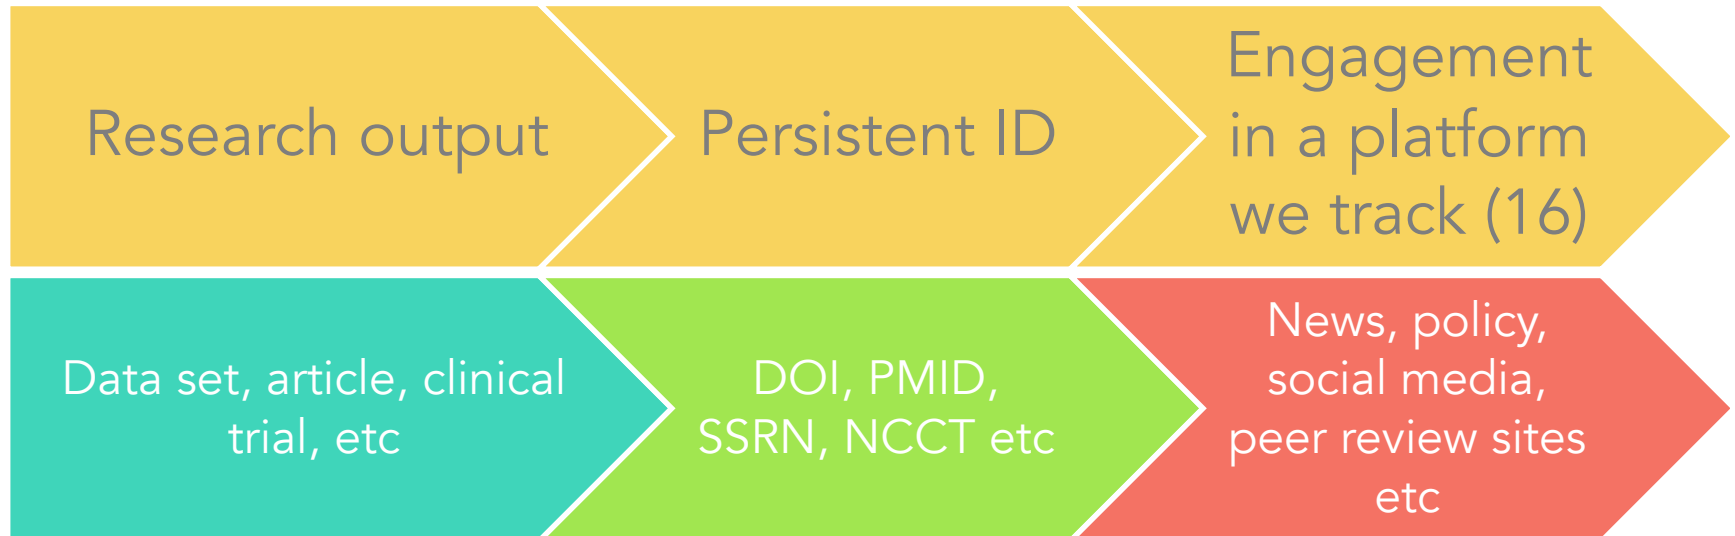 Research output
Persistent ID
Engagement
in a platform
we track (16)
Data set, article, clinical
trial, etc
DOI, PMID,
SSRN, NCCT etc
News, policy,
social media,
peer review sites
etc